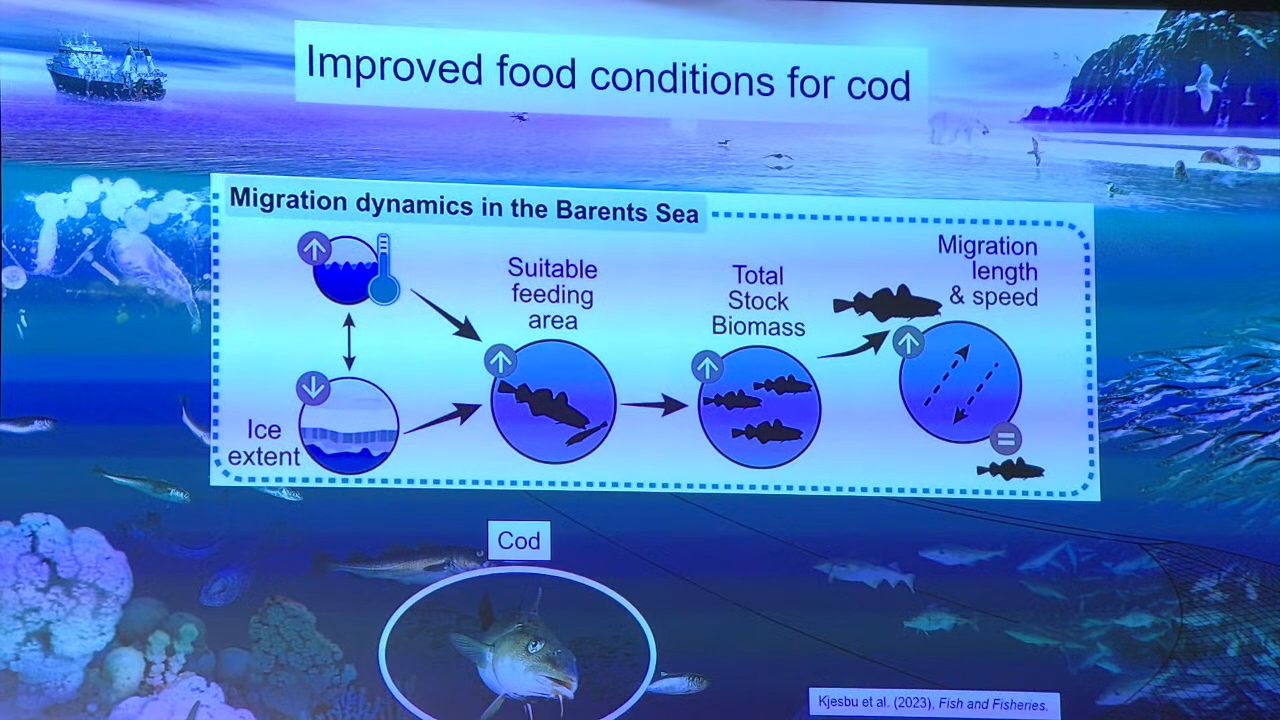 Improved food conditions for cod
Migration dynamics in the Barents Sea
Suitable
feeding
area
Total
Stock
Biomass
Migration
length
& speed
Ice
extent
Cod
Kjesbu et al. (2023), Fish and Fisheries.